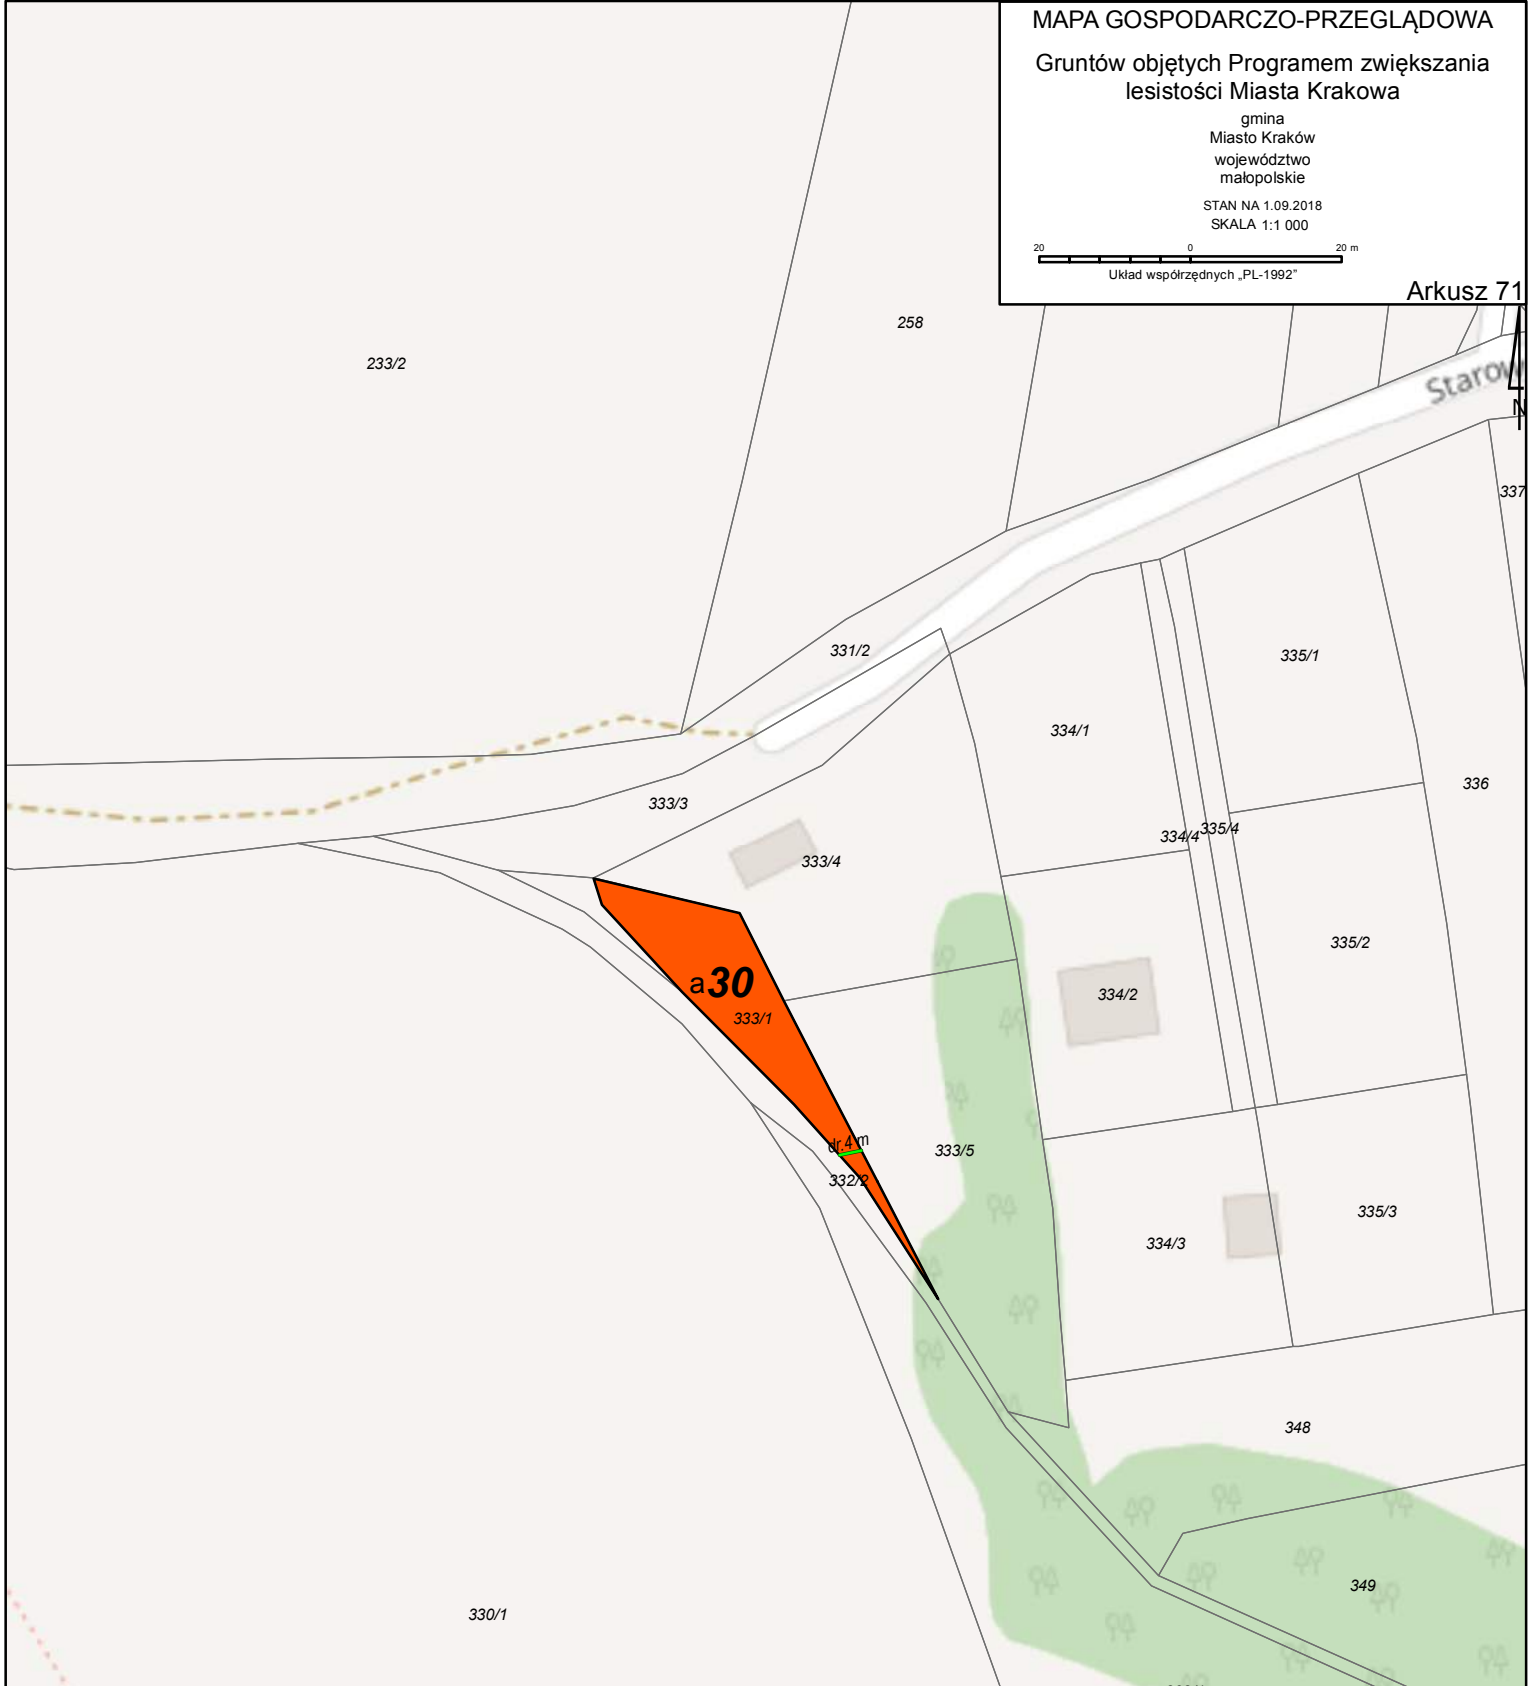 MAPA GOSPODARCZO-PRZEGLĄDOWA
Gruntów objętych Programem zwiększania
lesistości Miasta Krakowa
gmina
Miasto Kraków
województwo
małopolskie
STAN NA 1.09.2018
SKALA 1:1 000
20 0 20 m
Układ współrzędnych „PL-1992”
Arkusz 71
258
233/2
Starow
N
337
331/2
335/1
334/1
336
333/3
334/4
335/4
333/4
335/2
a30
334/2
333/1
dr.4 m
333/5
332/2
335/3
334/3
348
349
330/1